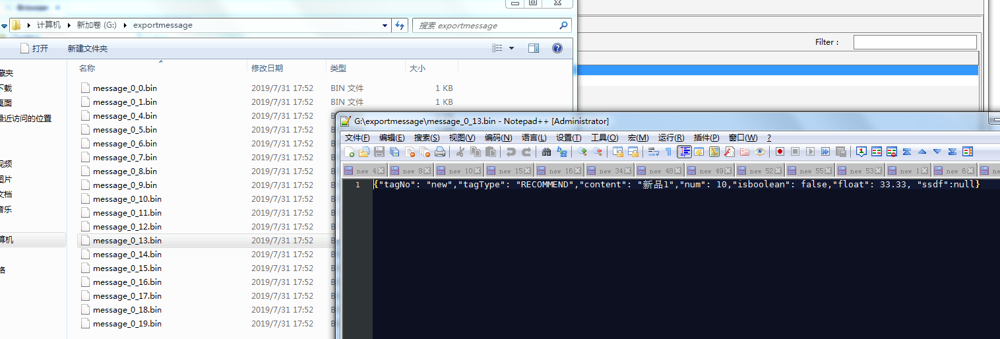 计算机 ▸ 新加卷 (G:) ▸ exportmessage
搜索 exportmessage
打开 新建文件夹
名称 修改日期 类型 大小
藏夹
下载
桌面
最近访问的位置
视频
图片
文档
音乐
算机
络
message_0_0.bin 2019/7/31 17:52 BIN 文件 1 KB
message_0_1.bin 2019/7/31 17:52 BIN 文件 1 KB
message_0_4.bin 2019/7/31 17:52
message_0_5.bin 2019/7/31 17:52
message_0_6.bin 2019/7/31 17:52
message_0_7.bin 2019/7/31 17:52
message_0_8.bin 2019/7/31 17:52
message_0_9.bin 2019/7/31 17:52
message_0_10.bin 2019/7/31 17:52
message_0_11.bin 2019/7/31 17:52
message_0_12.bin 2019/7/31 17:52
message_0_13.bin 2019/7/31 17:52
message_0_14.bin 2019/7/31 17:52
message_0_15.bin 2019/7/31 17:52
message_0_16.bin 2019/7/31 17:52
message_0_17.bin 2019/7/31 17:52
message_0_18.bin 2019/7/31 17:52
message_0_19.bin 2019/7/31 17:52
Filter :
G:\exportmessage\message_0_13.bin - Notepad++ [Administrator]
文件(F) 编辑(E) 搜索(S) 视图(V) 编码(N) 语言(L) 设置(T) 工具(O) 宏(M) 运行(R) 插件(P) 窗口(W) ?
new 4 new 8 new 10 new 15 new 16 new 34 new 48 new 49 new 52 new 55 new 53 new 1 new 6 ne
1 {"tagNo": "new","tagType": "RECOMMEND","content": "新品1","num": 10,"isboolean": false,"float": 33.33, "ssdf":null}